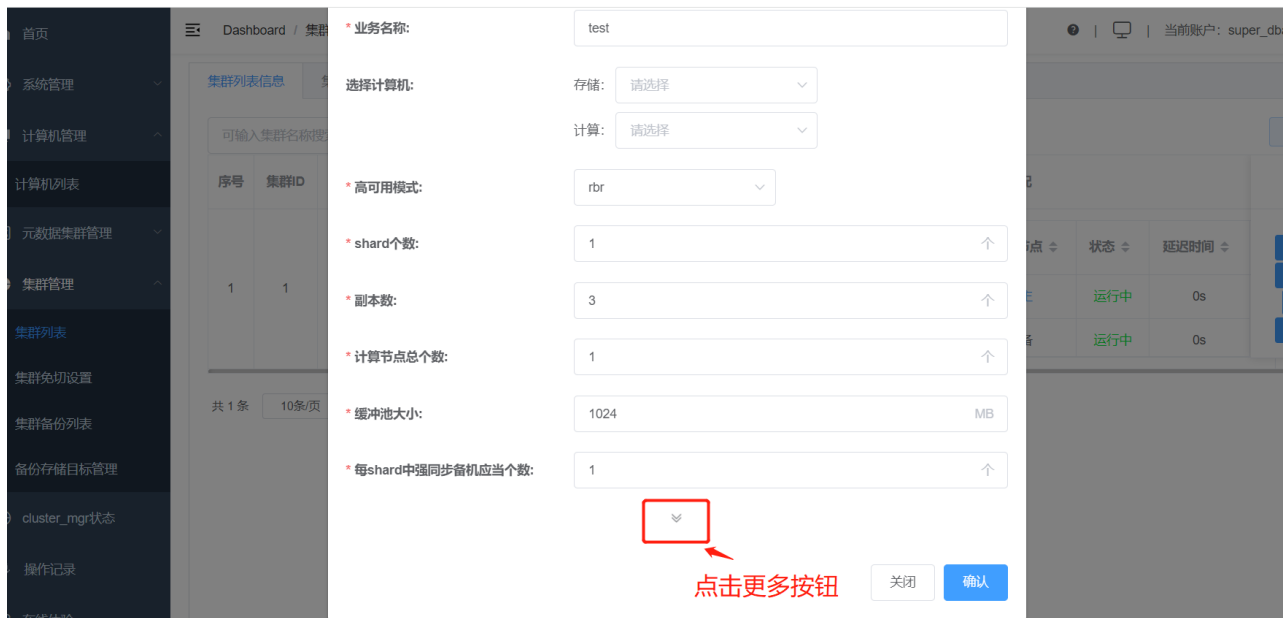 首页
系统管理
计算机管理
计算机列表
元数据集群管理
集群管理
集群列表
集群免切设置
集群备份列表
备份存储目标管理
cluster_mgr状态
操作记录
Dashboard / 集群
当前账户：super_dba
集群列表信息
可输入集群名称搜
序号 集群ID
1 1
共 1 条 10条/页
* 业务名称: test
选择计算机: 存储: 请选择
计算: 请选择
* 高可用模式: rbr
* shard个数: 1 个
* 副本数: 3 个
* 计算节点总个数: 1 个
* 缓冲池大小: 1024 MB
* 每shard中强同步备机应当个数: 1 个
点击更多按钮
关闭 确认
点 状态 延迟时间
运行中 0s
运行中 0s